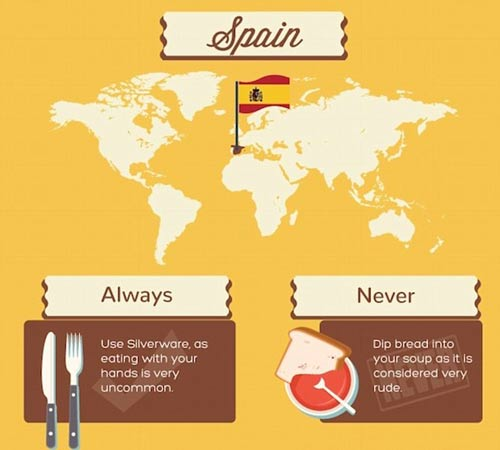 Spain
Always
Use Silverware, as
eating with your
hands is very
uncommon.
Never
Dip bread into
your soup as it is
considered very
rude.
NEVER